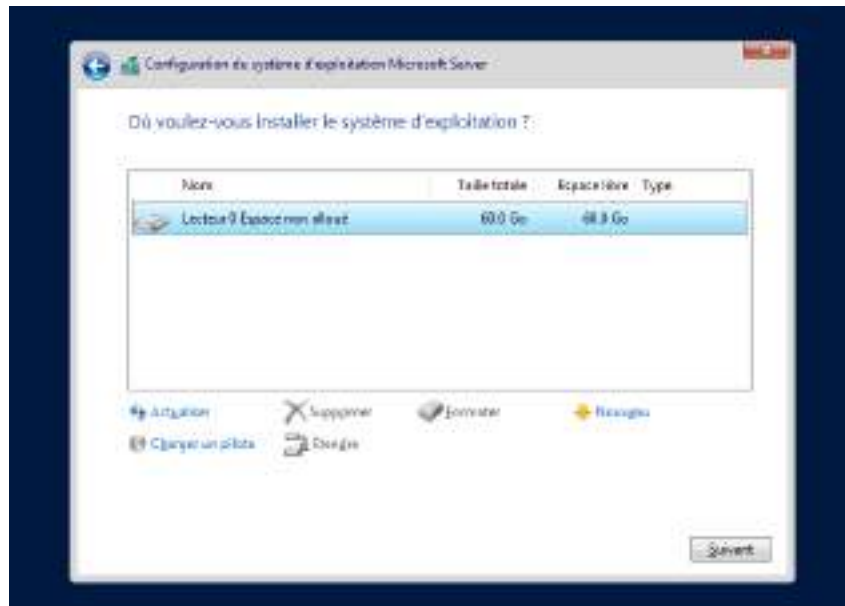 Configuration du système d'exploitation Microsoft Server
Où voulez-vous installer le système d'exploitation ?
Nom Taille totale Espace libre Type
Lecteur 0 Espace non alloué 60.0 Go 60.0 Go
Actualiser Supprimer Formater Nouveau
Charger un pilote Étendre
Suivant